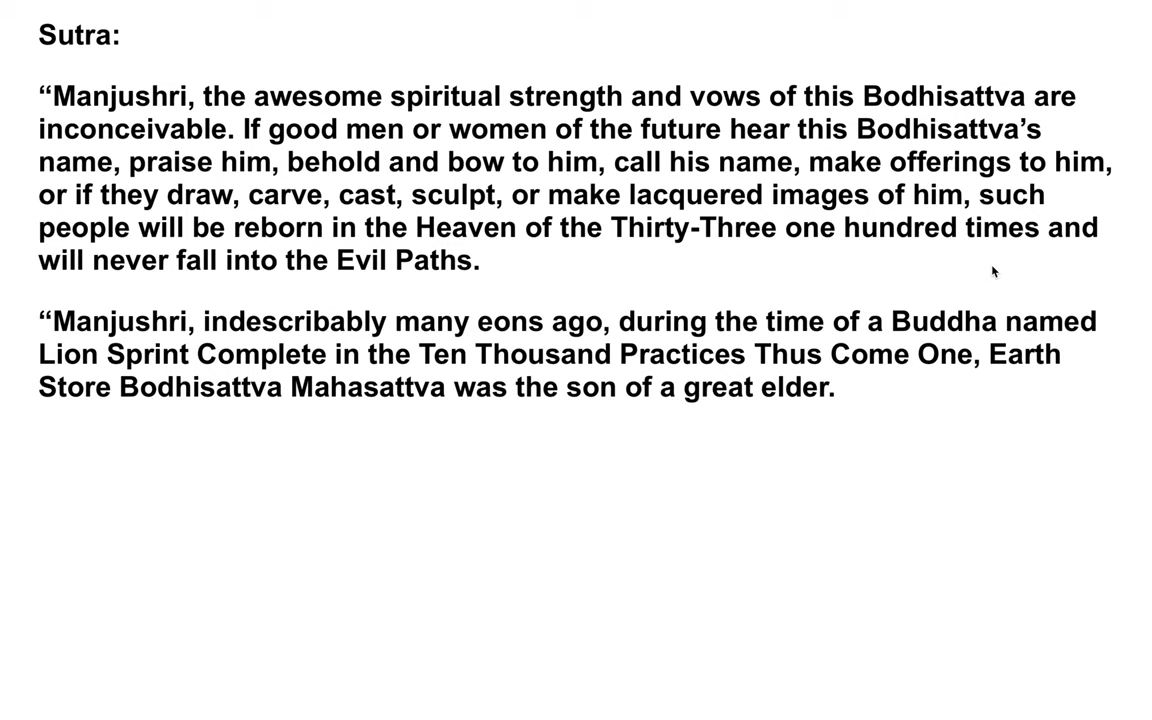 Sutra:
“Manjushri, the awesome spiritual strength and vows of this Bodhisattva are
inconceivable. If good men or women of the future hear this Bodhisattva’s
name, praise him, behold and bow to him, call his name, make offerings to him,
or if they draw, carve, cast, sculpt, or make lacquered images of him, such
people will be reborn in the Heaven of the Thirty-Three one hundred times and
will never fall into the Evil Paths.
“Manjushri, indescribably many eons ago, during the time of a Buddha named
Lion Sprint Complete in the Ten Thousand Practices Thus Come One, Earth
Store Bodhisattva Mahasattva was the son of a great elder.